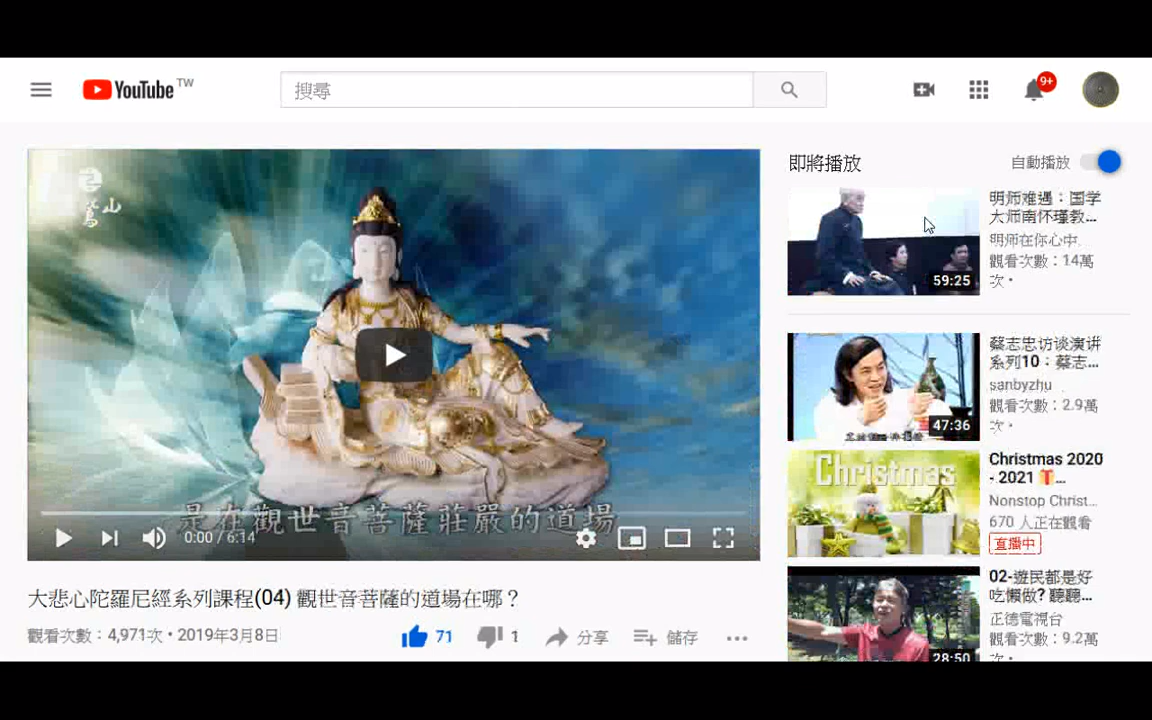 YouTube TW
搜尋
9+
鷲山
是在觀世音菩薩莊嚴的道場
0:00 / 6:14
大悲心陀羅尼經系列課程(04) 觀世音菩薩的道場在哪？
觀看次數：4,971次・2019年3月8日
71
1
分享
儲存
即將播放
自動播放
59:25
明师难遇：国学
大师南怀瑾教...
明师在你心中
觀看次數：14萬
次・
47:36
蔡志忠访谈演讲
系列10：蔡志...
sanbyzhu
觀看次數：2.9萬
次・
Christmas
Christmas 2020
- 2021 🎁...
Nonstop Christ...
670 人正在觀看
直播中
28:50
02-遊民都是好
吃懶做? 聽聽...
正德電視台
觀看次數：9.2萬
次・